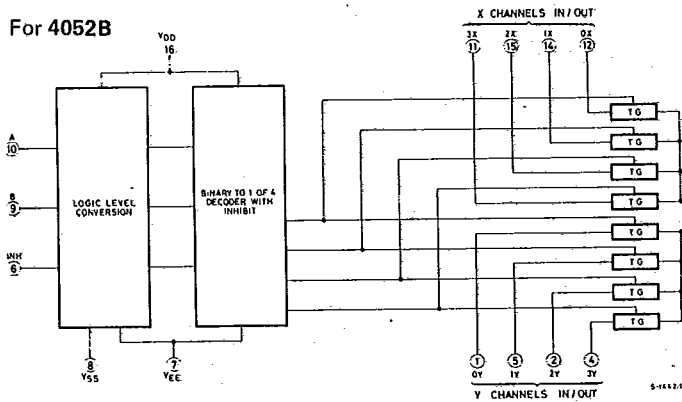 For 4052B
X CHANNELS IN/OUT
3X 2X 1X 0X
11 15 14 12
VDD
16
TG
TG
TG
TG
TG
TG
TG
TG
A
10
B
9
INH
6
LOGIC LEVEL
CONVERSION
BINARY TO 1 OF 4
DECODER WITH
INHIBIT
8
VSS
7
VEE
1 5 2 4
0Y 1Y 2Y 3Y
Y CHANNELS IN/OUT